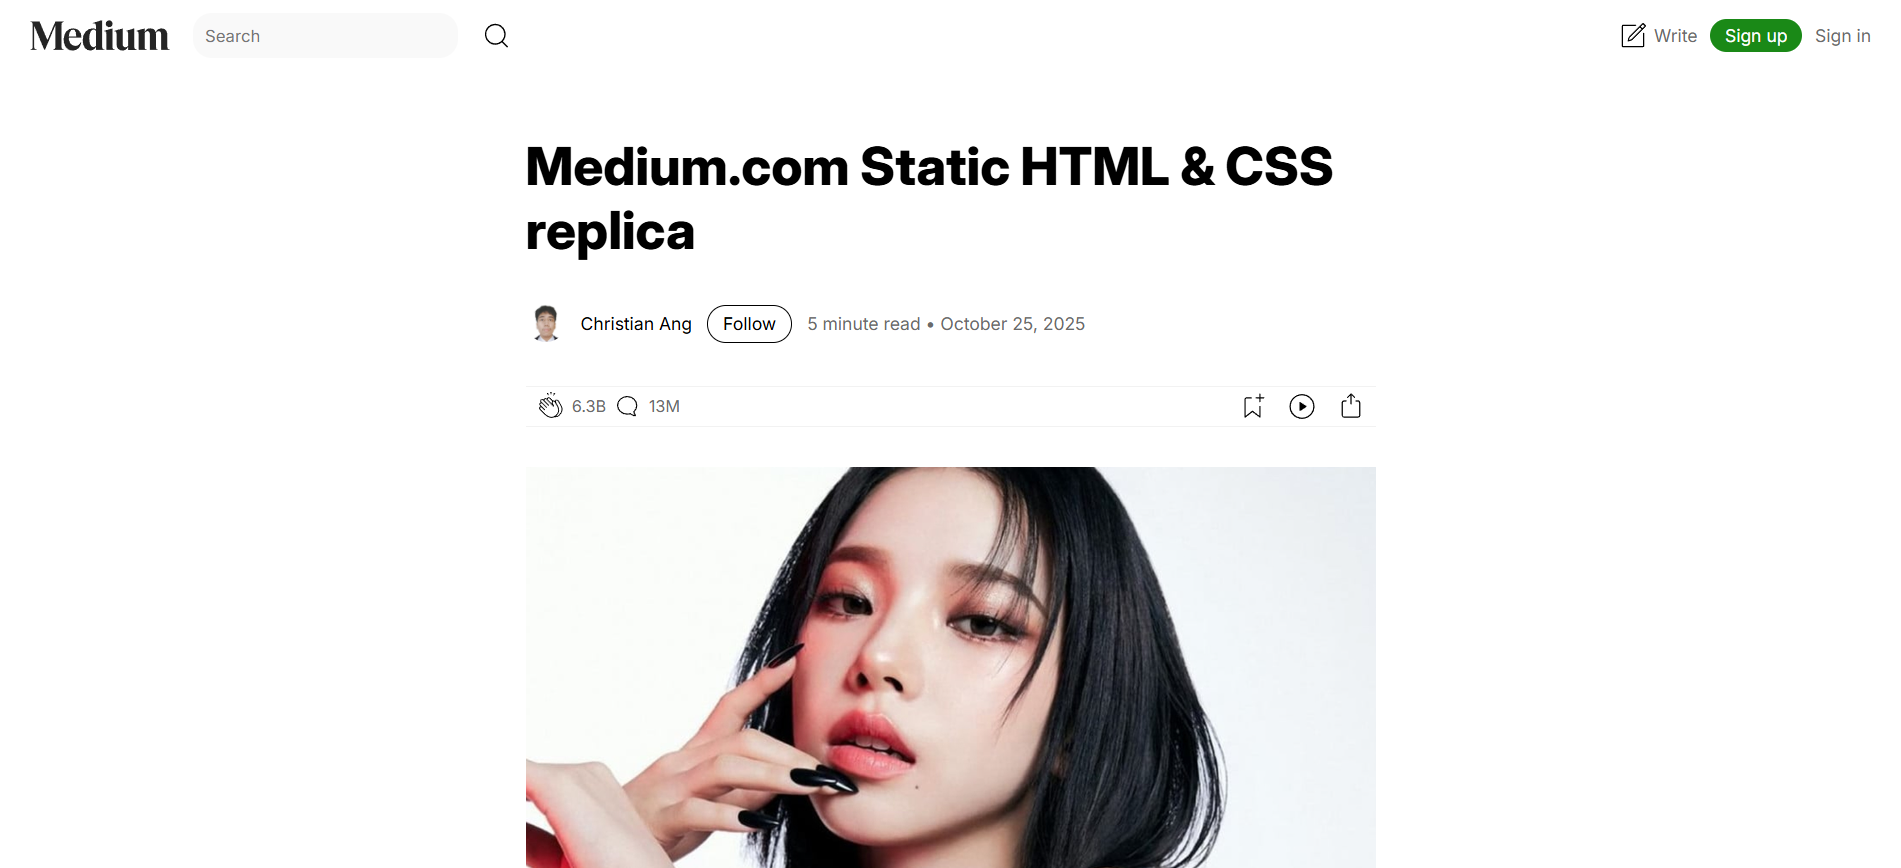 Medium
Search
Write
Sign up
Sign in
Medium.com Static HTML & CSS
replica
Christian Ang
Follow
5 minute read • October 25, 2025
6.3B
13M